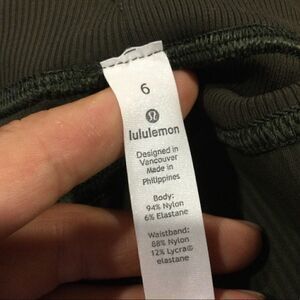 6
lululemon
Designed in
Vancouver
Made in
Philippines
Body:
94% Nylon
6% Elastane
Waistband:
88% Nylon
12% Lycra®
elastane